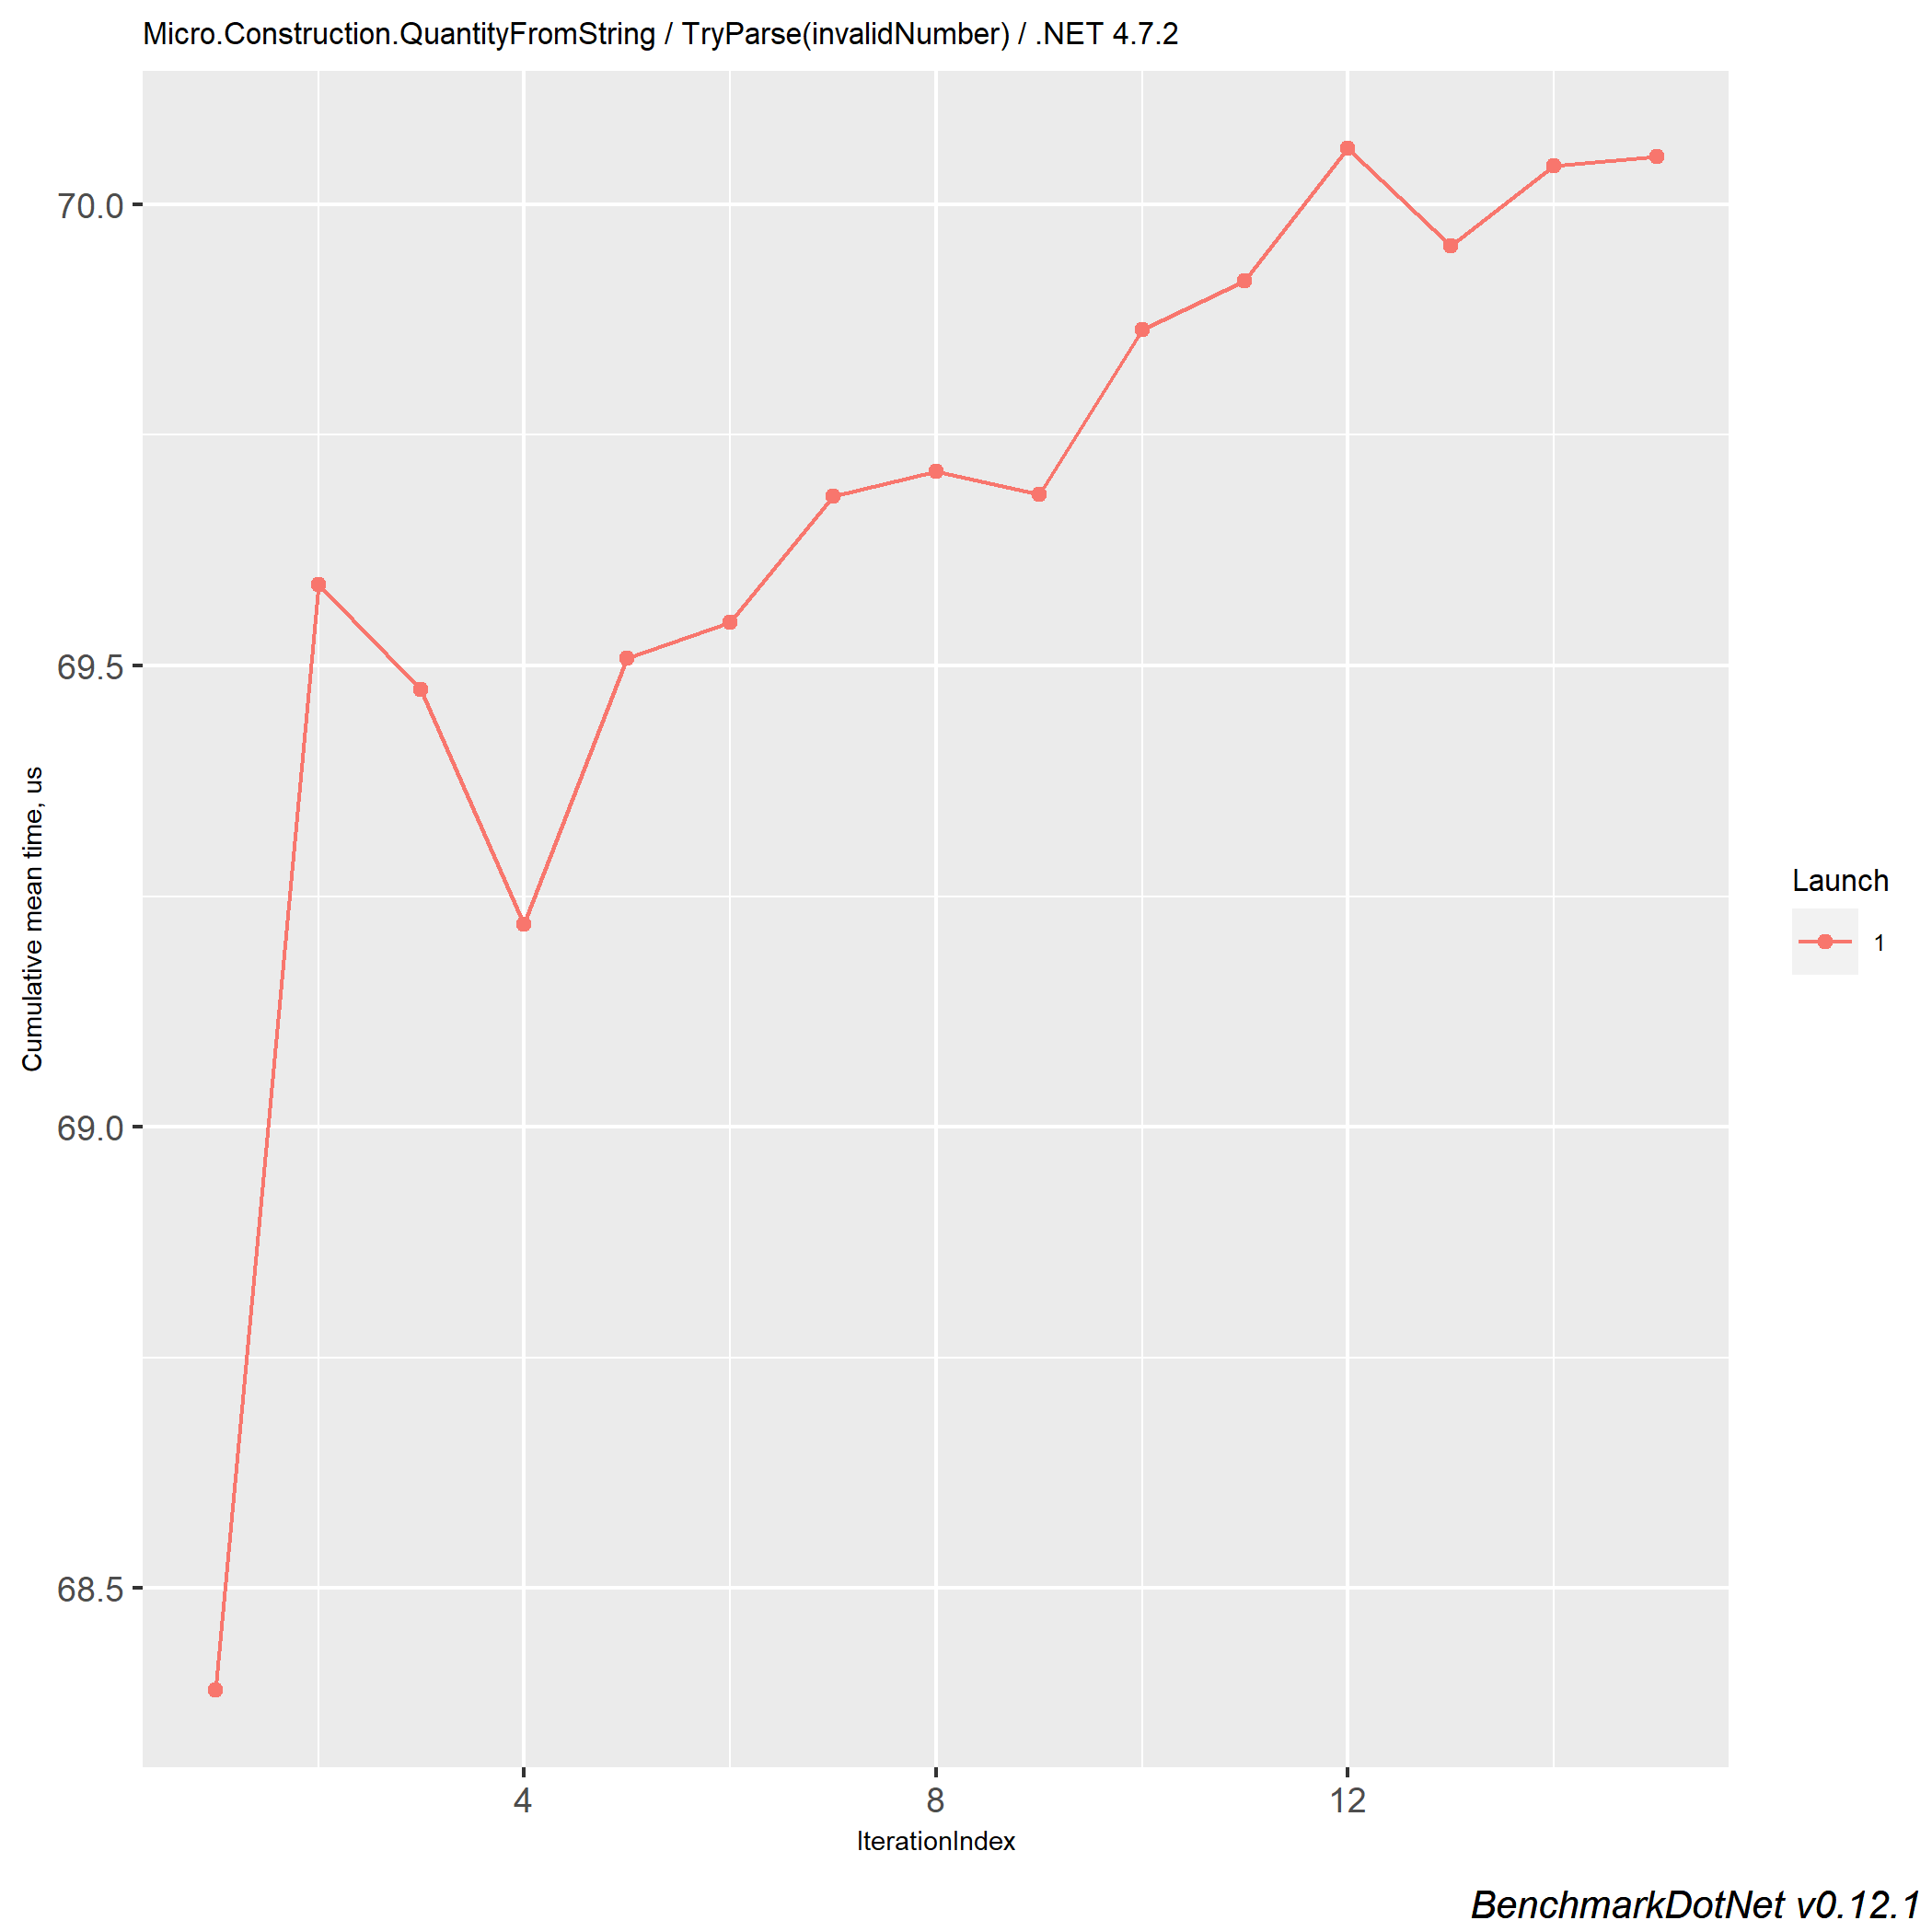 Micro.Construction.QuantityFromString / TryParse(invalidNumber) / .NET 4.7.2
70.0
69.5
69.0
68.5
Cumulative mean time, us
4
8
12
IterationIndex
Launch
1
BenchmarkDotNet v0.12.1